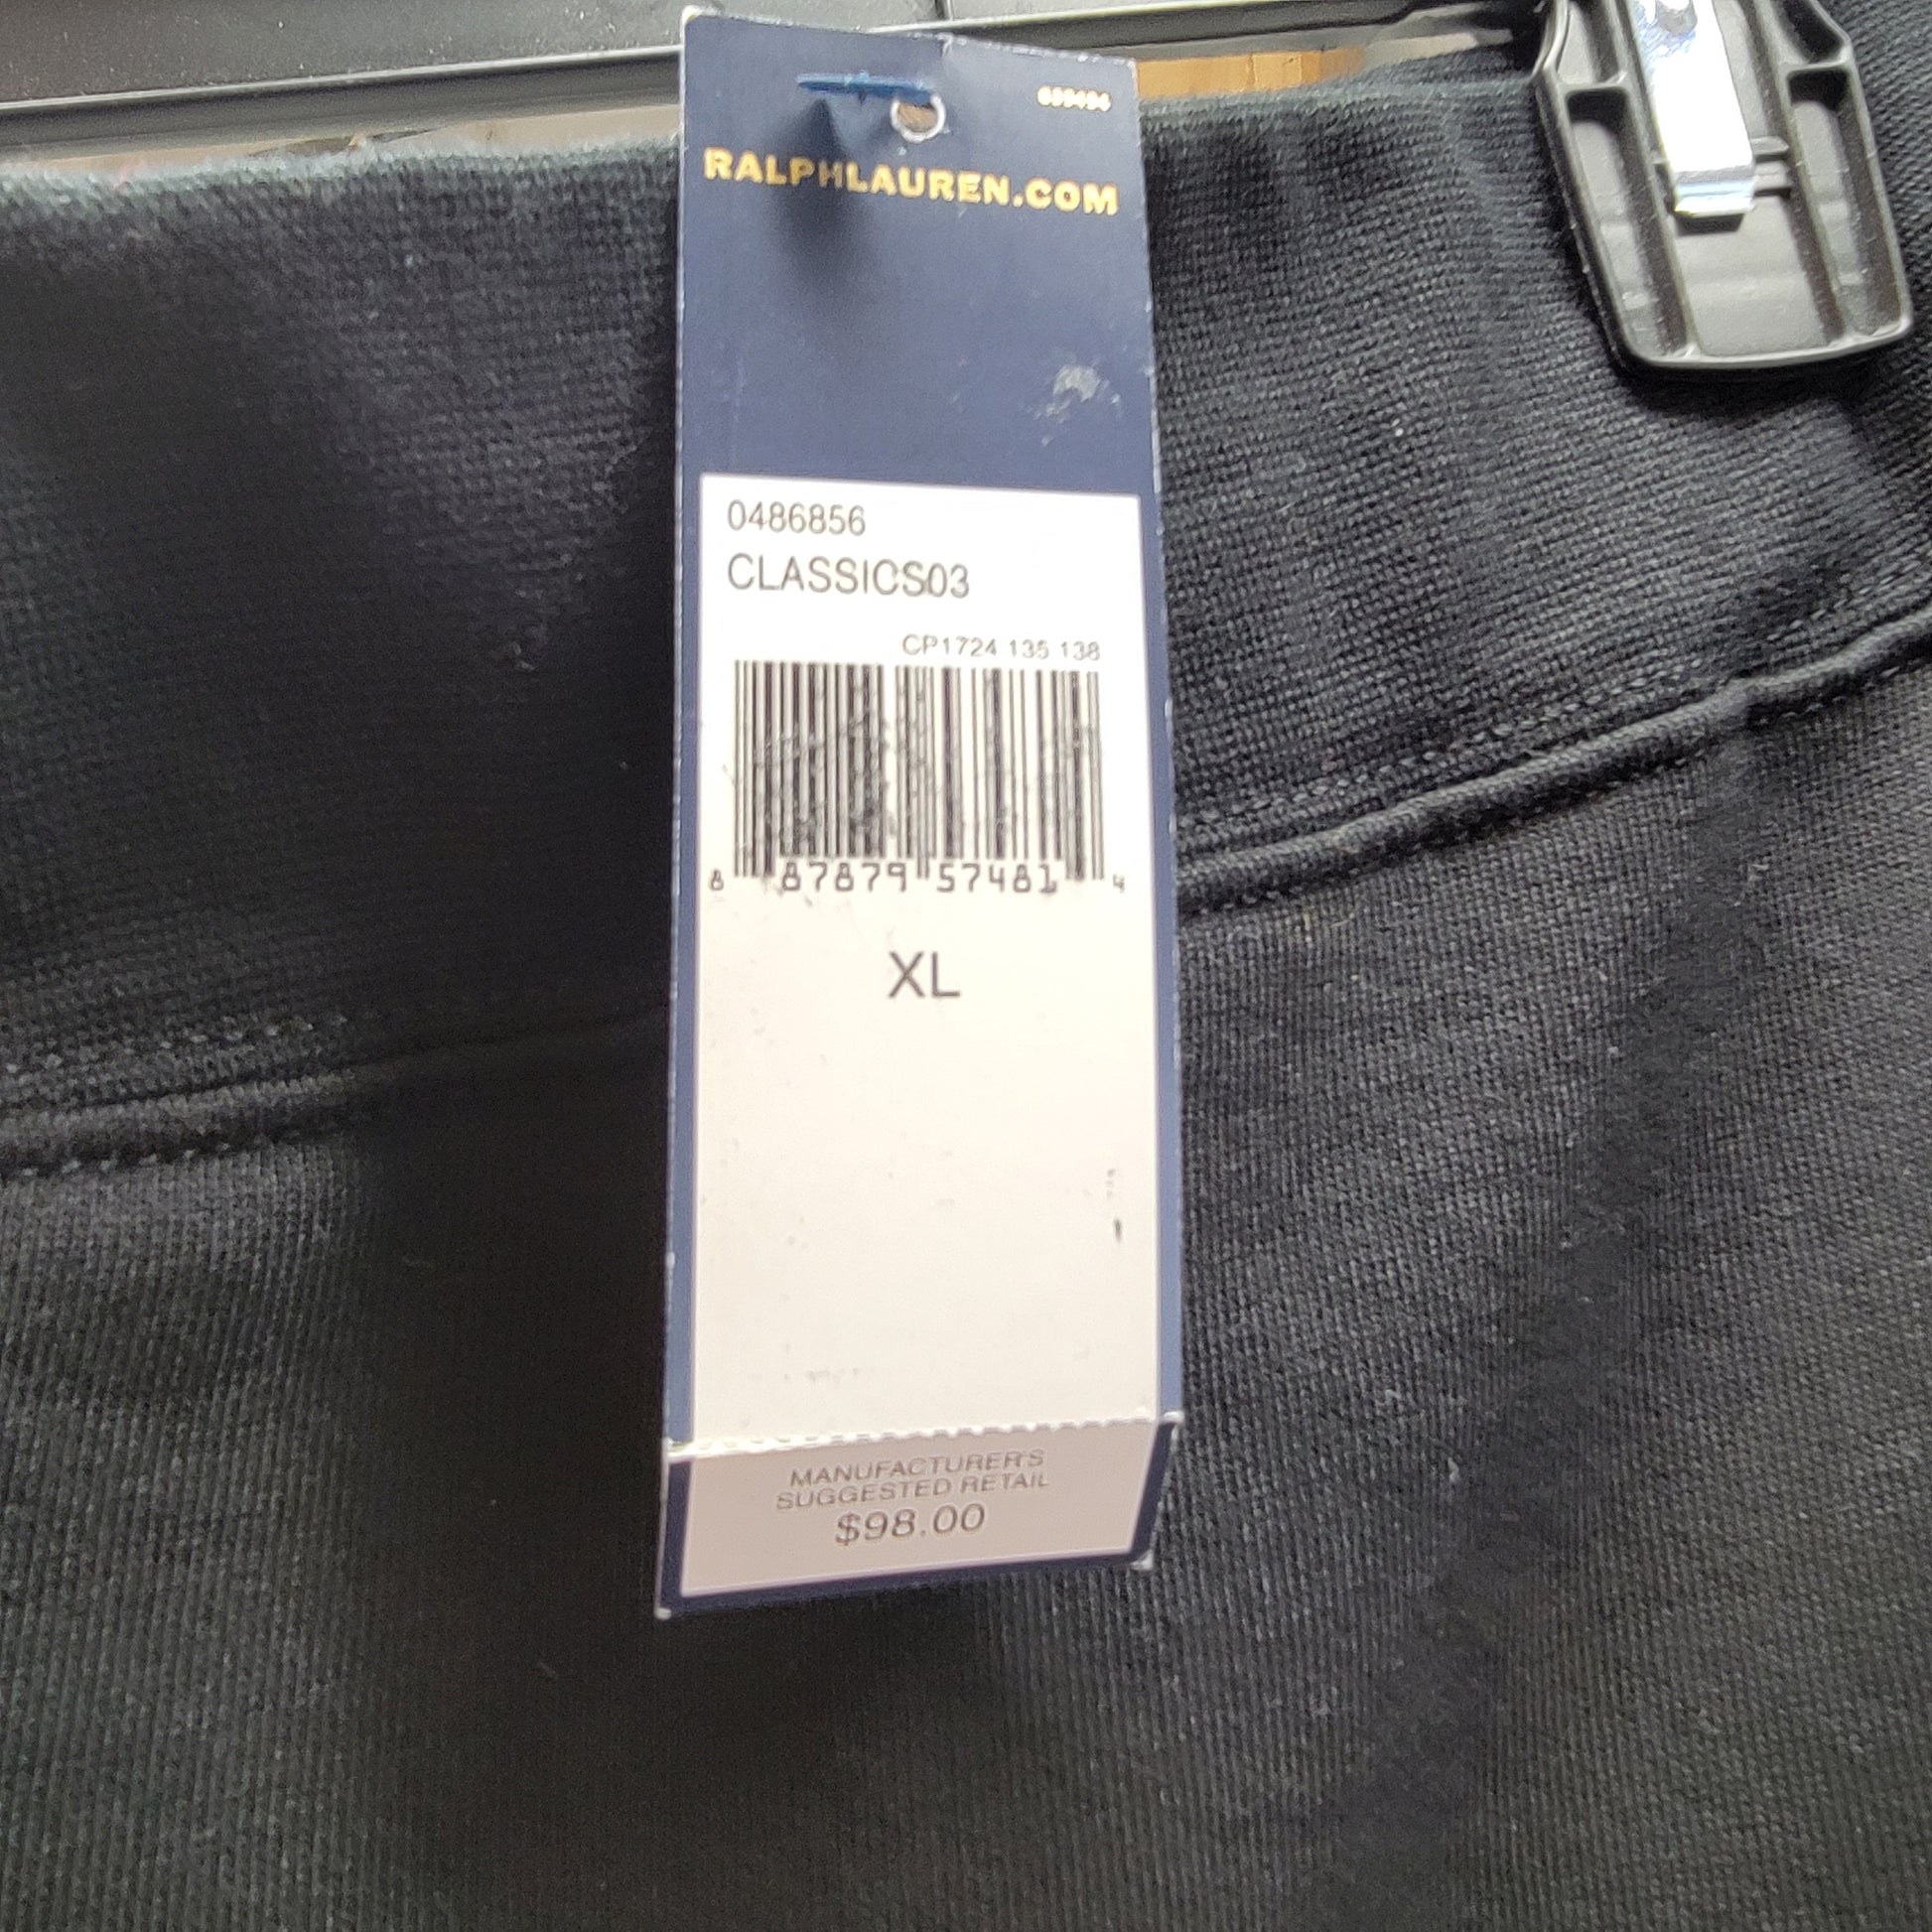 RALPHLAUREN.COM
0486856
CLASSICS03
CP1724 135 138
8 87879 57481 4
XL
MANUFACTURER'S
SUGGESTED RETAIL
$98.00